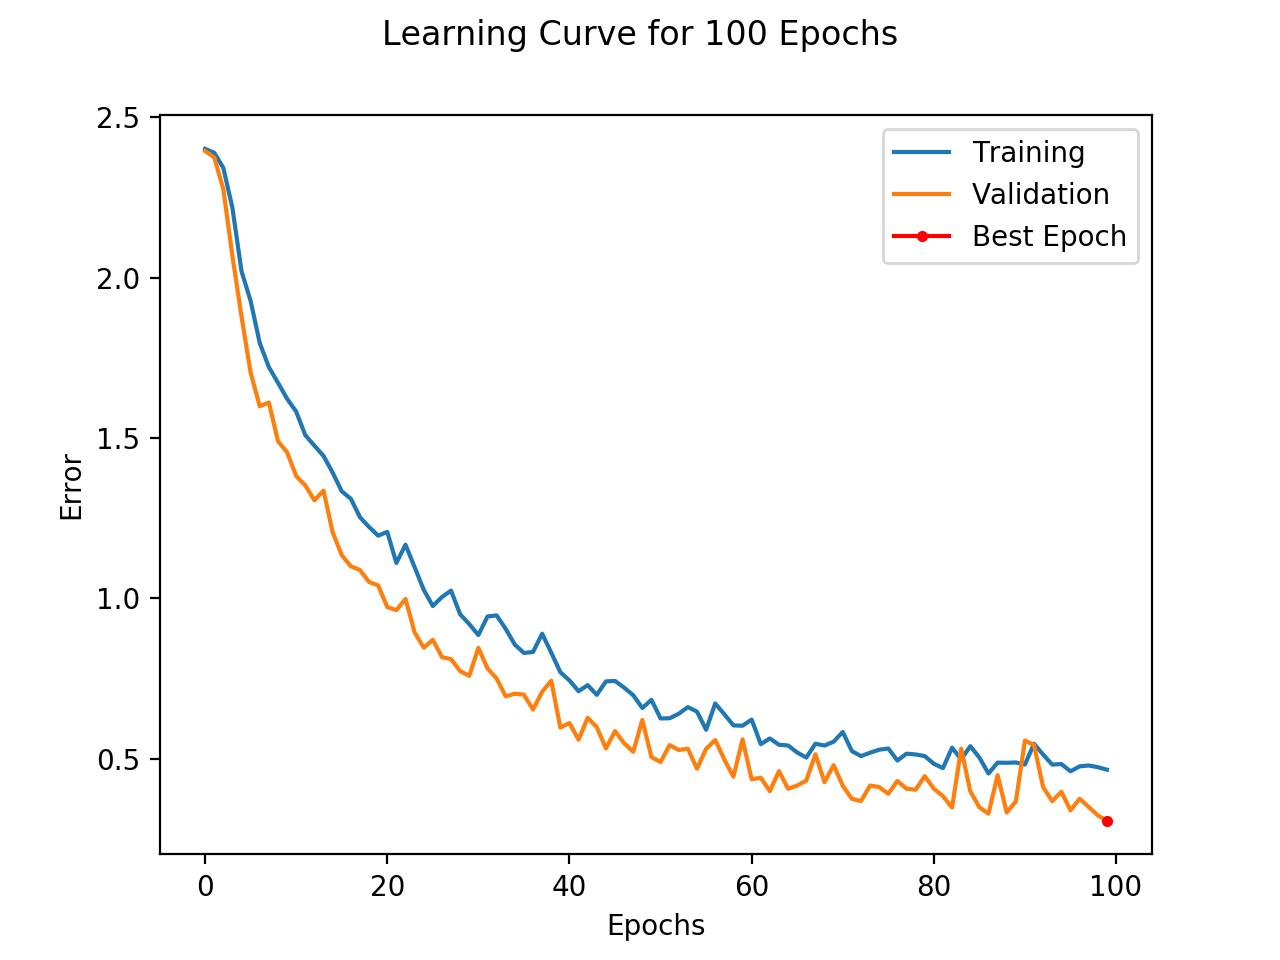 Learning Curve for 100 Epochs
2.5
2.0
1.5
1.0
0.5
Error
Training
Validation
Best Epoch
0 20 40 60 80 100
Epochs